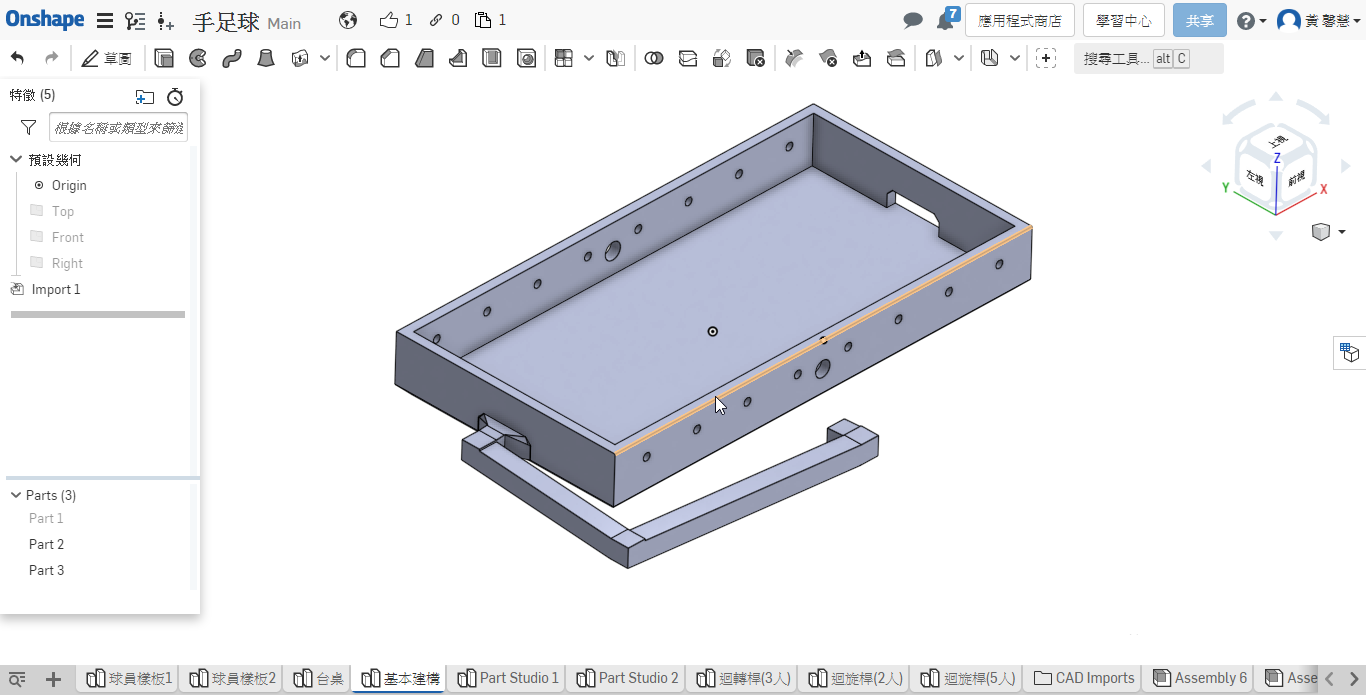 Onshape 手足球 Main 1 0 1 7 應用程式商店 學習中心 共享 黃馨慧
草圖 搜尋工具... alt C
特徵 (5)
根據名稱或類型來篩選
預設幾何
Origin
Top
Front
Right
Import 1
Parts (3)
Part 1
Part 2
Part 3
上視
Z
左視 前視
Y X
球員樣板1 球員樣板2 台桌 基本建構 Part Studio 1 Part Studio 2 迴轉桿(3人) 迴旋桿(2人) 迴旋桿(5人) CAD Imports Assembly 6 Asse